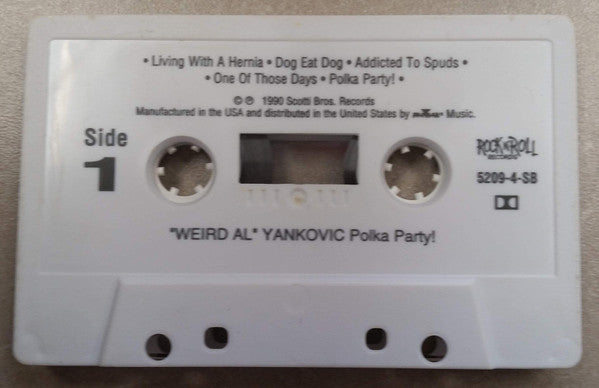 • Living With A Hernia • Dog Eat Dog • Addicted To Spuds •
• One Of Those Days • Polka Party! •
© ℗ 1990 Scotti Bros. Records
Manufactured in the USA and distributed in the United States by BMG Music.
Side
1
ROCK 'N' ROLL
RECORDS
5209-4-SB
"WEIRD AL" YANKOVIC Polka Party!